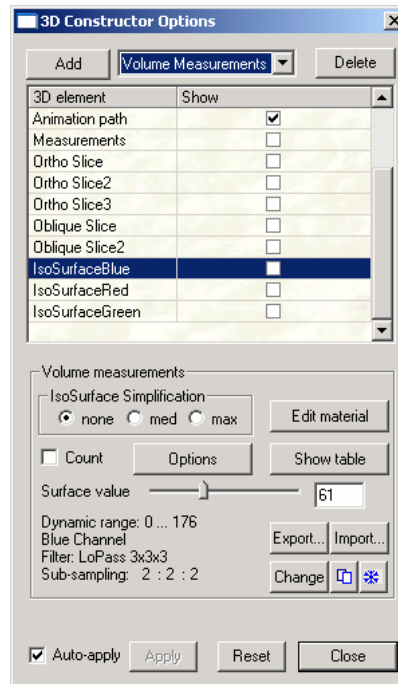 3D Constructor Options
Add Volume Measurements Delete
3D element Show
Animation path
Measurements
Ortho Slice
Ortho Slice2
Ortho Slice3
Oblique Slice
Oblique Slice2
IsoSurfaceBlue
IsoSurfaceRed
IsoSurfaceGreen
Volume measurements
IsoSurface Simplification
none med max Edit material
Count Options Show table
Surface value 61
Dynamic range: 0 ... 176
Blue Channel
Filter: LoPass 3x3x3 Export... Import...
Sub-sampling: 2 : 2 : 2 Change
Auto-apply Apply Reset Close